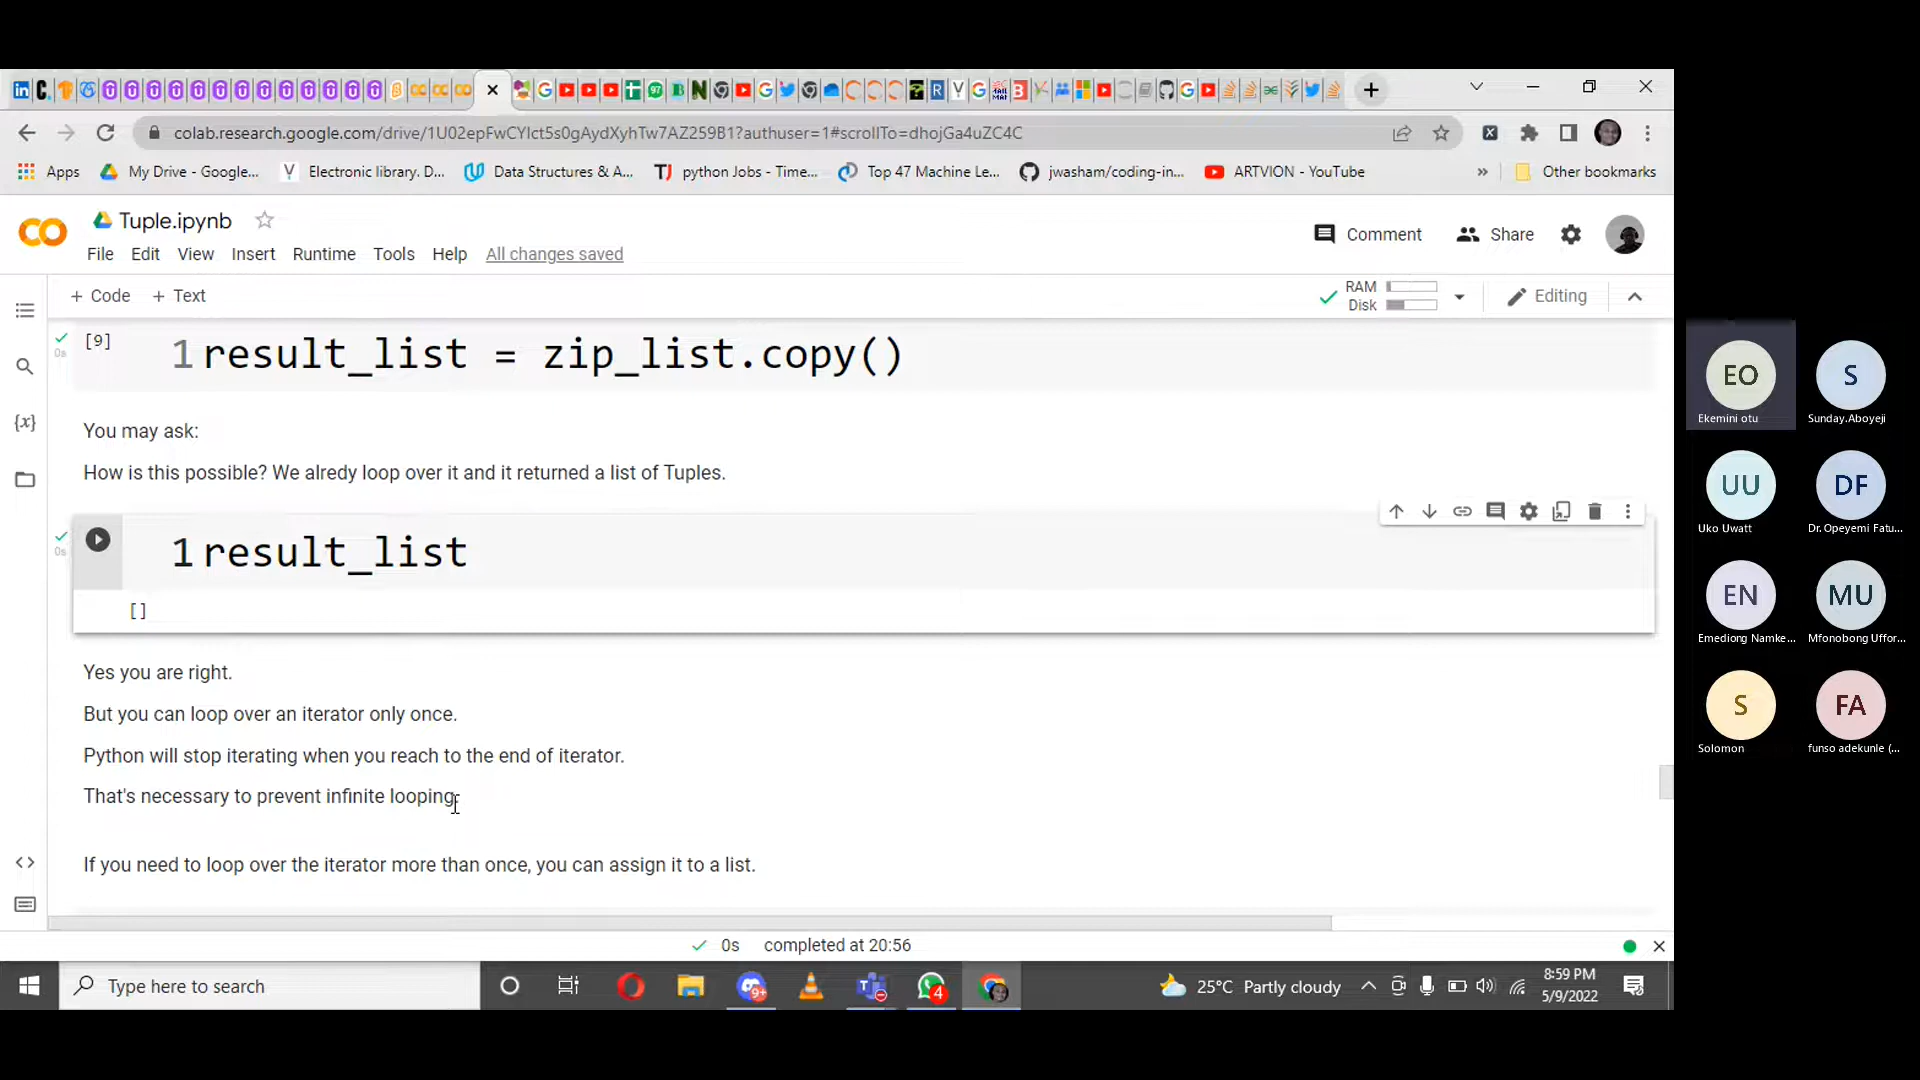 colab.research.google.com/drive/1U02epFwCYIct5s0gAydXyhTw7AZ259B1?authuser=1#scrollTo=dhojGa4uZC4C
Apps My Drive - Google... Electronic library. D... Data Structures & A... python Jobs - Time... Top 47 Machine Le... jwasham/coding-in... ARTVION - YouTube » Other bookmarks
Tuple.ipynb
Comment Share
File Edit View Insert Runtime Tools Help All changes saved
+ Code + Text
RAM
Disk
Editing
[9]
0s
1 result_list = zip_list.copy()
You may ask:
How is this possible? We alredy loop over it and it returned a list of Tuples.
0s
1 result_list
[]
Yes you are right.
But you can loop over an iterator only once.
Python will stop iterating when you reach to the end of iterator.
That's necessary to prevent infinite looping.
If you need to loop over the iterator more than once, you can assign it to a list.
0s completed at 20:56
Type here to search
9+
4
25°C Partly cloudy
8:59 PM
5/9/2022
EO
Ekemini otu
S
Sunday.Aboyeji
UU
Uko Uwatt
DF
Dr. Opeyemi Fatu...
EN
Emediong Namke...
MU
Mfonobong Uffor...
S
Solomon
FA
funso adekunle (...